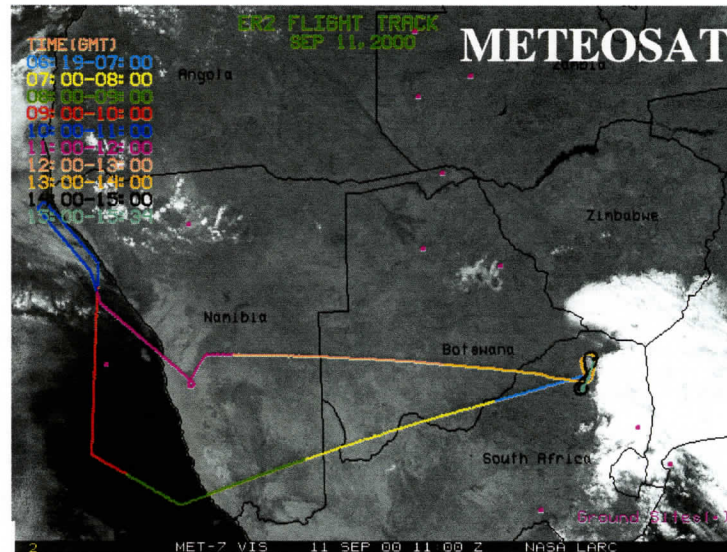 ER2 FLIGHT TRACK
SEP 11,2000
METEOSAT
TIME(GMT)
06:19-07:00
07:00-08:00
08:00-09:00
09:00-10:00
10:00-11:00
11:00-12:00
12:00-13:00
13:00-14:00
14:00-15:00
Angola
Zambia
Zimbabwe
Namibia
Botswana
South Africa
Ground Sites:
2 MET-7 VIS 11 SEP 00 11:00 Z NASA LARC